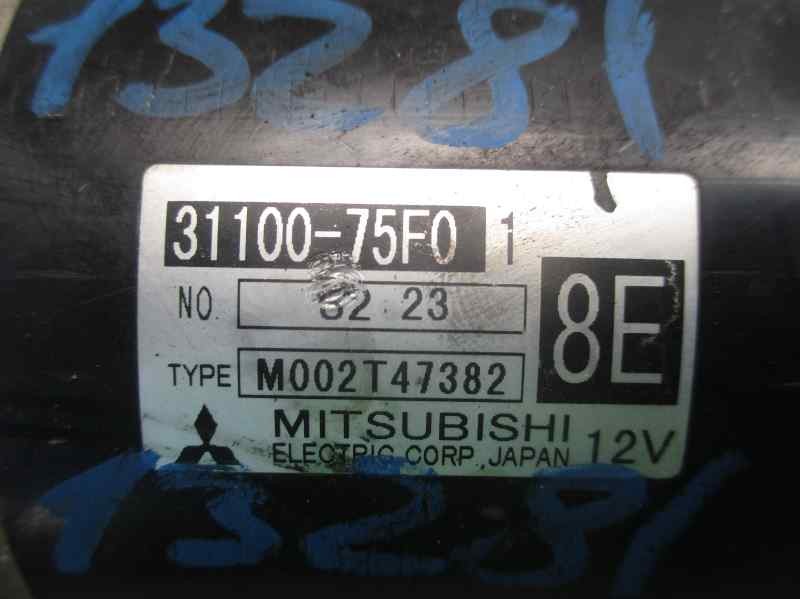 13281
31100-75F0 1
NO. 32 23
8E
TYPE M002T47382
MITSUBISHI
ELECTRIC CORP., JAPAN 12V
13281